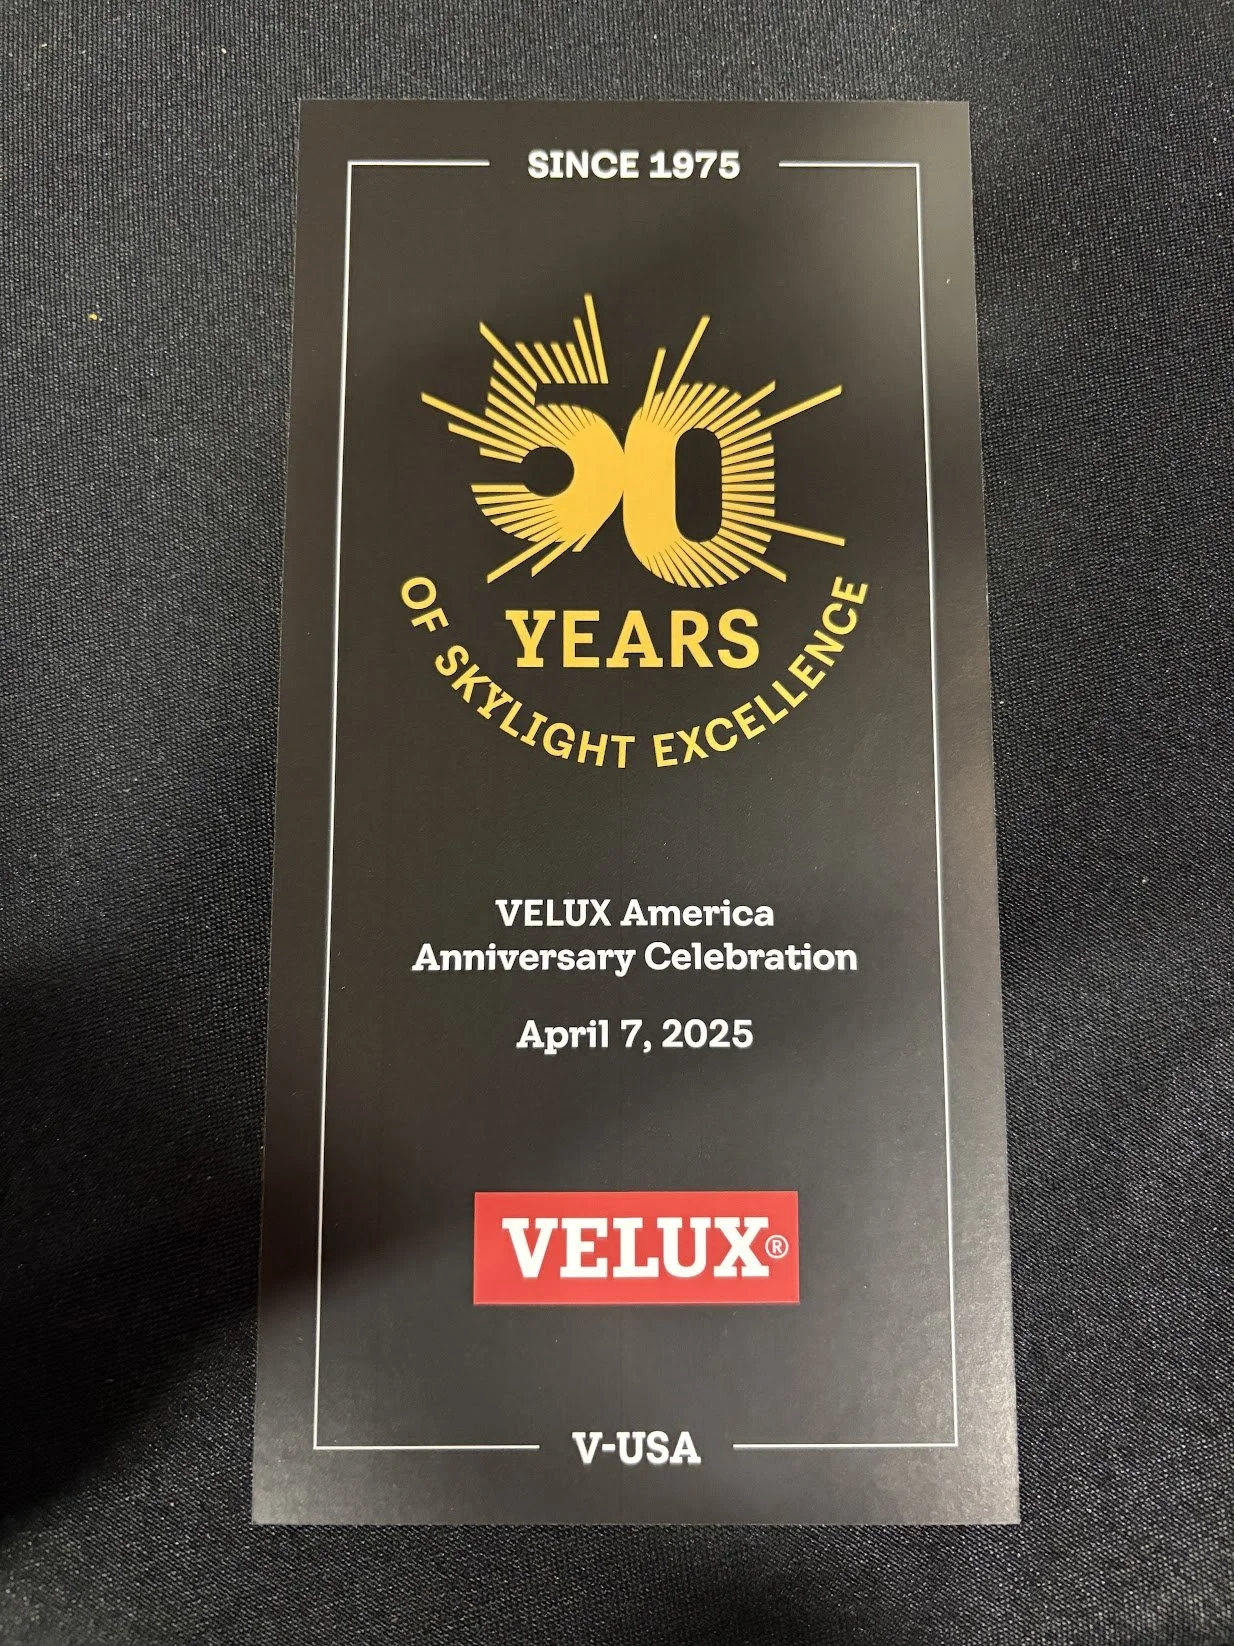 SINCE 1975
50
YEARS
OF SKYLIGHT EXCELLENCE
VELUX America
Anniversary Celebration
April 7, 2025
VELUX®
V-USA